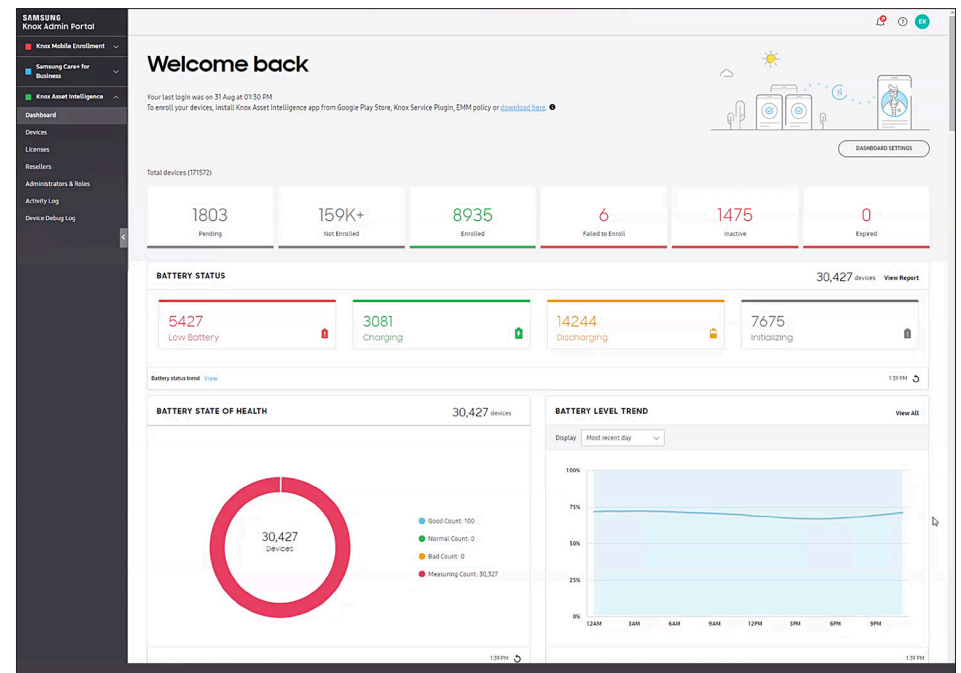 SAMSUNG
Knox Admin Portal
EK
Knox Mobile Enrollment
Samsung Care+ for
Business
Knox Asset Intelligence
Dashboard
Devices
Licenses
Resellers
Administrators & Roles
Activity Log
Device Debug Log
Welcome back
Your last login was on 31 Aug at 01:30 PM
To enroll your devices, install Knox Asset Intelligence app from Google Play Store, Knox Service Plugin, EMM policy or download here.
N
DASHBOARD SETTINGS
Total devices (171572)
1803
Pending
159K+
Not Enrolled
8935
Enrolled
6
Failed to Enroll
1475
Inactive
0
Expired
BATTERY STATUS
30,427 devices View Report
5427
Low Battery
3081
Charging
14244
Discharging
7675
Initializing
Battery status trend View
1:39 PM
BATTERY STATE OF HEALTH
30,427 devices
30,427
Devices
Good Count: 100
Normal Count: 0
Bad Count: 0
Measuring Count: 30,327
1:39 PM
BATTERY LEVEL TREND
View All
Display Most recent day
100%
75%
50%
25%
0%
12AM 3AM 6AM 9AM 12PM 3PM 6PM 9PM
1:39 PM